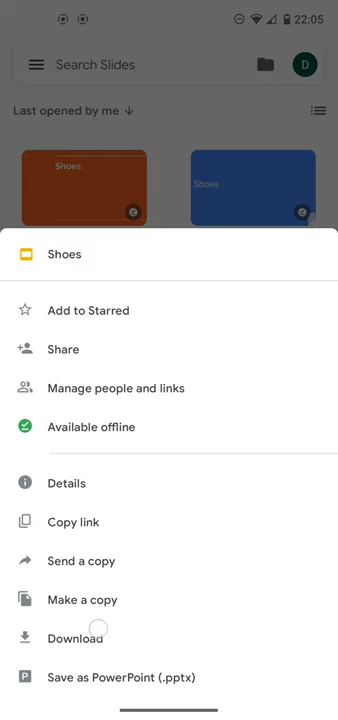 22:05
Search Slides
D
Last opened by me
Shoes
Shoes
Shoes
Add to Starred
Share
Manage people and links
Available offline
Details
Copy link
Send a copy
Make a copy
Download
P Save as PowerPoint (.pptx)